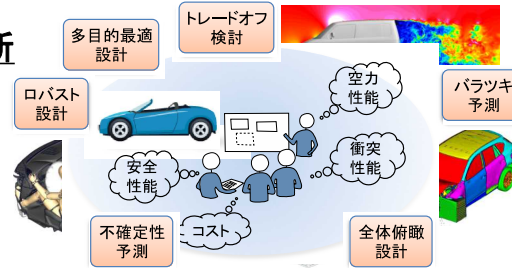 断
トレードオフ
検討
多目的最適
設計
ロバスト
設計
空力
性能
バラツキ
予測
衝突
性能
安全
性能
コスト
不確定性
予測
全体俯瞰
設計